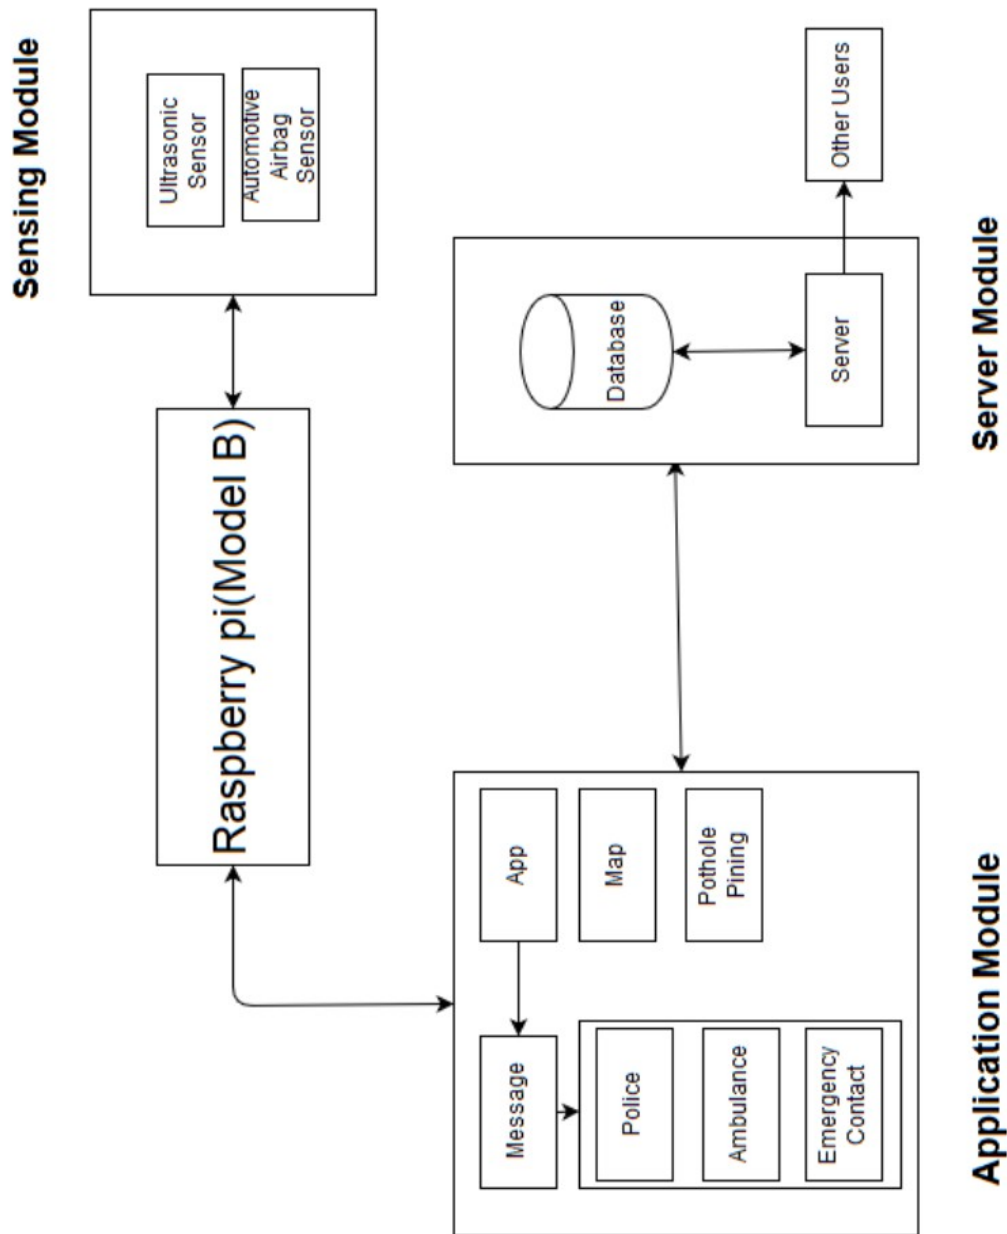 Sensing Module
Ultrasonic
Sensor
Automotive
Airbag
Sensor
Raspberry pi(Model B)
App
Map
Pothole
Pining
Message
Police
Ambulance
Emergency
Contact
Application Module
Database
Server
Other Users
Server Module